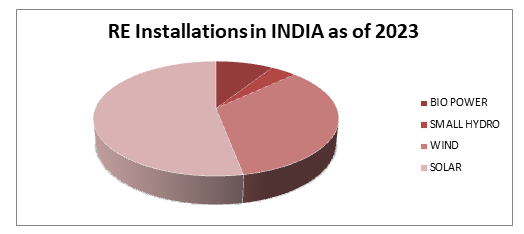 RE Installations in INDIA as of 2023
BIO POWER
SMALL HYDRO
WIND
SOLAR